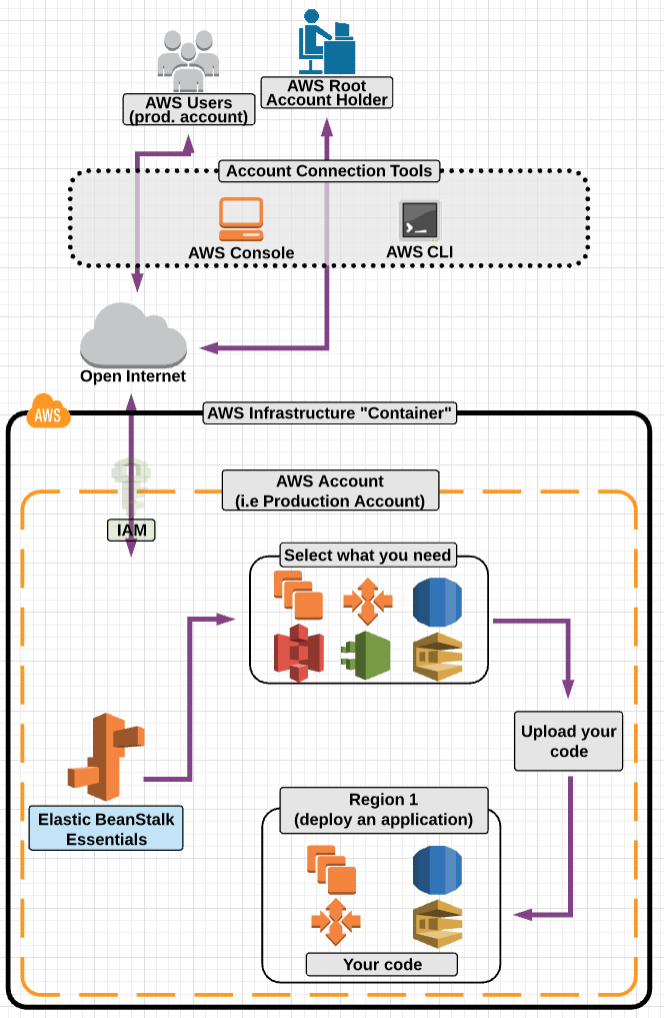 AWS Users
(prod. account)
AWS Root
Account Holder
Account Connection Tools
AWS Console
AWS CLI
Open Internet
AWS
AWS Infrastructure "Container"
AWS Account
(i.e Production Account)
IAM
Select what you need
Upload your
code
Elastic BeanStalk
Essentials
Region 1
(deploy an application)
Your code